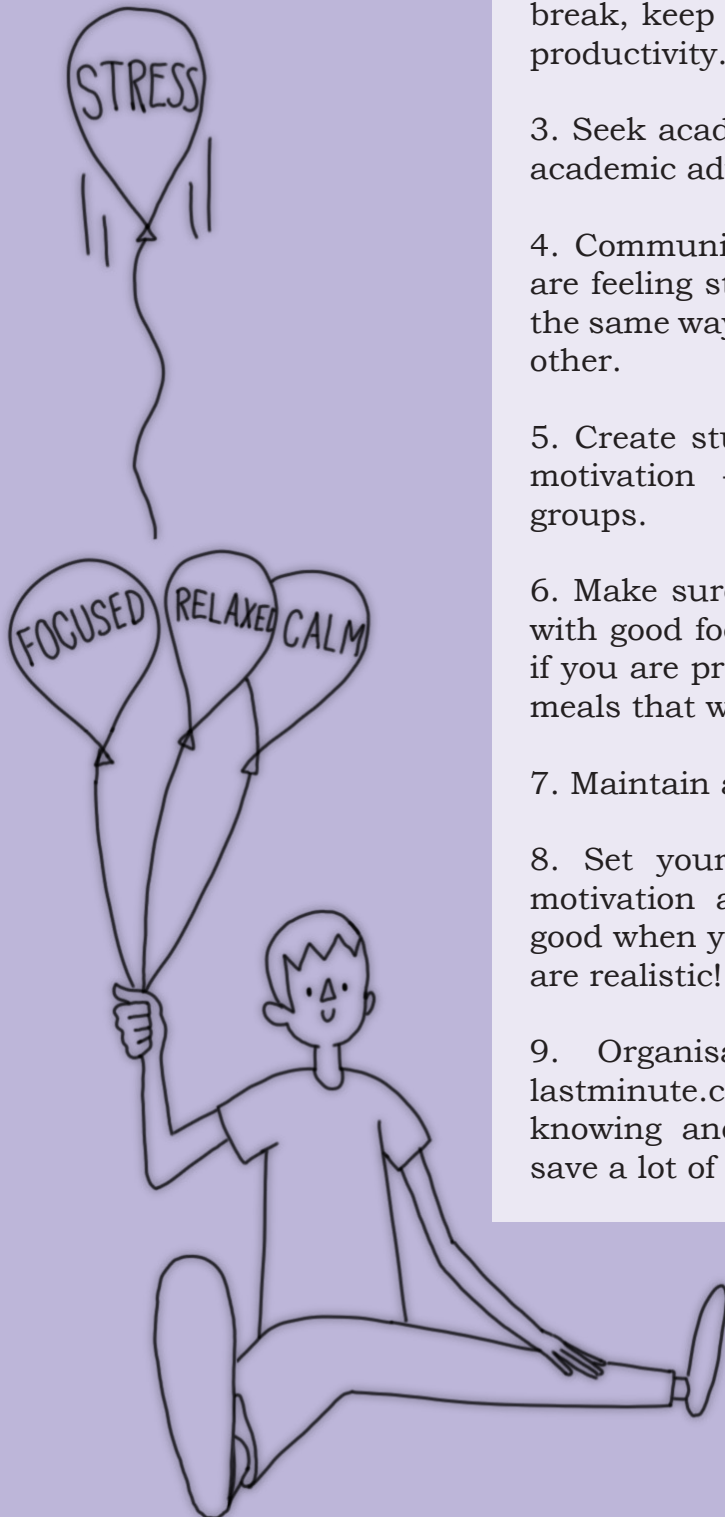 STRESS
FOCUSED
RELAXED
CALM
break, keep
productivity.
3. Seek acad
academic ad
4. Communi
are feeling st
the same way
other.
5. Create stu
motivation
groups.
6. Make sure
with good foo
if you are pr
meals that w
7. Maintain a
8. Set your
motivation a
good when y
are realistic!
9. Organisa
lastminute.c
knowing and
save a lot of